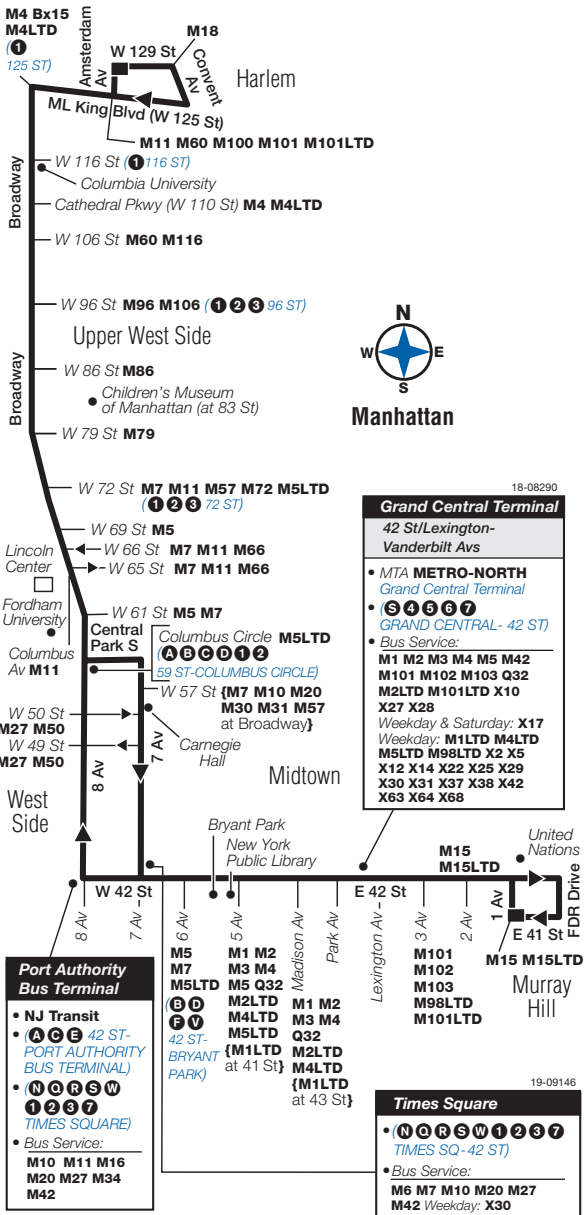 M4 Bx15
M4LTD
(1
125 ST)
Amsterdam
Av
W 129 St
M18
Convent
Av
Harlem
ML King Blvd (W 125 St)
M11 M60 M100 M101 M101LTD
Broadway
W 116 St (1 116 ST)
Columbia University
Cathedral Pkwy (W 110 St) M4 M4LTD
W 106 St M60 M116
W 96 St M96 M106 (1 2 3 96 ST)
Upper West Side
N
W E
S
Manhattan
W 86 St M86
Children's Museum
of Manhattan (at 83 St)
Broadway
W 79 St M79
W 72 St M7 M11 M57 M72 M5LTD
(1 2 3 72 ST)
W 69 St M5
Lincoln
Center
W 66 St M7 M11 M66
W 65 St M7 M11 M66
Fordham
University
W 61 St M5 M7
Central
Park S
Columbus
Av M11
Columbus Circle M5LTD
(A B C D 1 2
59 ST-COLUMBUS CIRCLE)
W 57 St {M7 M10 M20
M30 M31 M57
at Broadway}
W 50 St
M27 M50
W 49 St
M27 M50
8 Av
7 Av
Carnegie
Hall
West
Side
Midtown
18-08290
Grand Central Terminal
42 St/Lexington-
Vanderbilt Avs
• MTA METRO-NORTH
Grand Central Terminal
• (S 4 5 6 7
GRAND CENTRAL- 42 ST)
• Bus Service:
M1 M2 M3 M4 M5 M42
M101 M102 M103 Q32
M2LTD M101LTD X10
X27 X28
Weekday & Saturday: X17
Weekday: M1LTD M4LTD
M5LTD M98LTD X2 X5
X12 X14 X22 X25 X29
X30 X31 X37 X38 X42
X63 X64 X68
Bryant Park
New York
Public Library
M15
M15LTD
United
Nations
W 42 St
E 42 St
1 Av
FDR Drive
E 41 St
M15 M15LTD
Murray
Hill
8 Av
7 Av
6 Av
5 Av
Madison Av
Park Av
Lexington Av
3 Av
2 Av
M5
M7
M5LTD
(B D
F V
42 ST-
BRYANT
PARK)
M1 M2
M3 M4
M5 Q32
M2LTD
M4LTD
M5LTD
{M1LTD
at 41 St}
M1 M2
M3 M4
Q32
M2LTD
M4LTD
{M1LTD
at 43 St}
M101
M102
M103
M98LTD
M101LTD
Port Authority
Bus Terminal
• NJ Transit
• (A C E 42 ST-
PORT AUTHORITY
BUS TERMINAL)
• (N Q R S W
1 2 3 7
TIMES SQUARE)
• Bus Service:
M10 M11 M16
M20 M27 M34
M42
19-09146
Times Square
• (N Q R S W 1 2 3 7
TIMES SQ-42 ST)
• Bus Service:
M6 M7 M10 M20 M27
M42 Weekday: X30